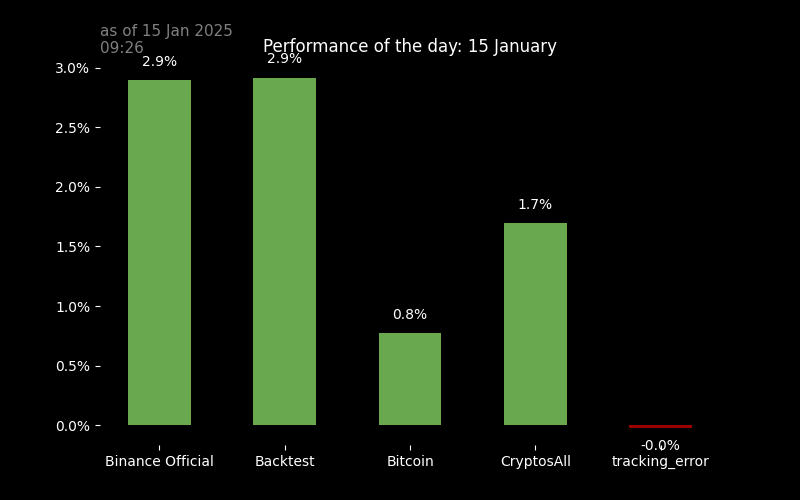 as of 15 Jan 2025
09:26
Performance of the day: 15 January
3.0%
2.5%
2.0%
1.5%
1.0%
0.5%
0.0%
2.9%
2.9%
0.8%
1.7%
-0.0%
Binance Official
Backtest
Bitcoin
CryptosAll
tracking_error